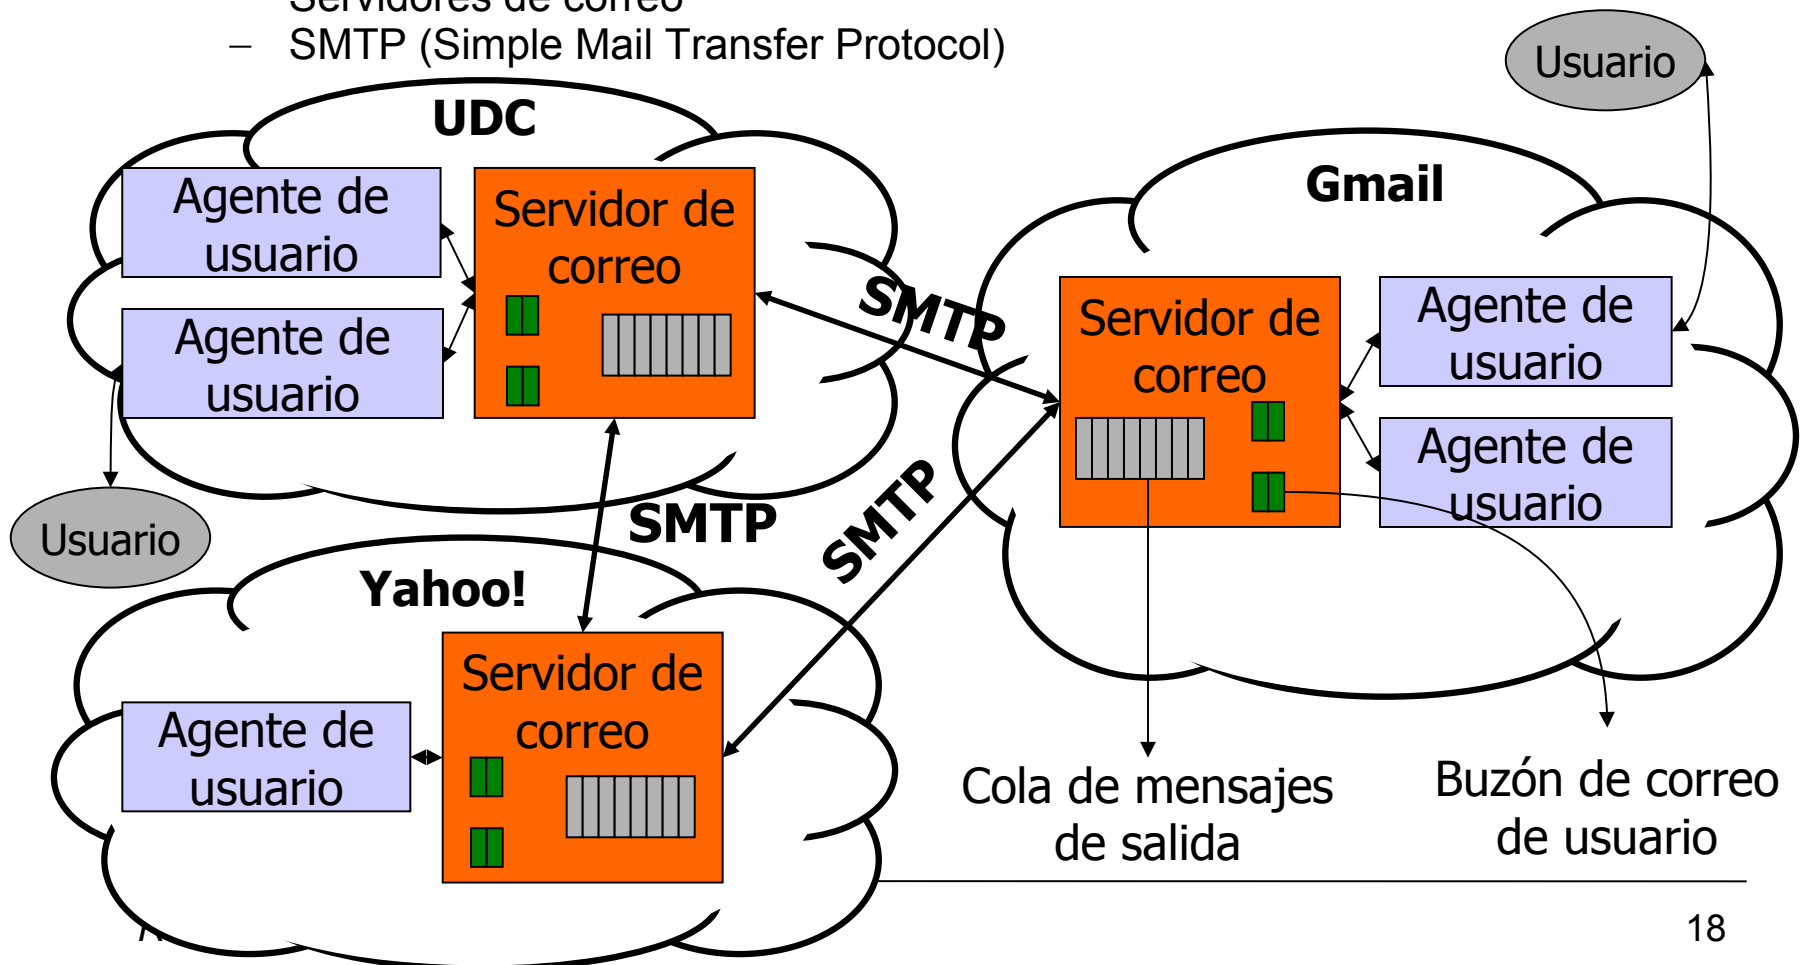 Servidores de correo
– SMTP (Simple Mail Transfer Protocol)
Usuario
UDC
Agente de
usuario
Servidor de
correo
Agente de
usuario
Usuario
Gmail
Servidor de
correo
Agente de
usuario
Agente de
usuario
SMTP
SMTP
SMTP
Yahoo!
Servidor de
correo
Agente de
usuario
Cola de mensajes
de salida
Buzón de correo
de usuario
18